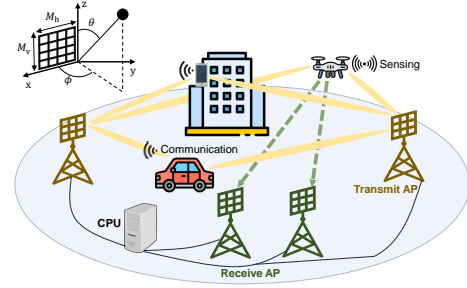 M_h
z
θ
M_v
x
ϕ
y
Sensing
Communication
Transmit AP
CPU
Receive AP